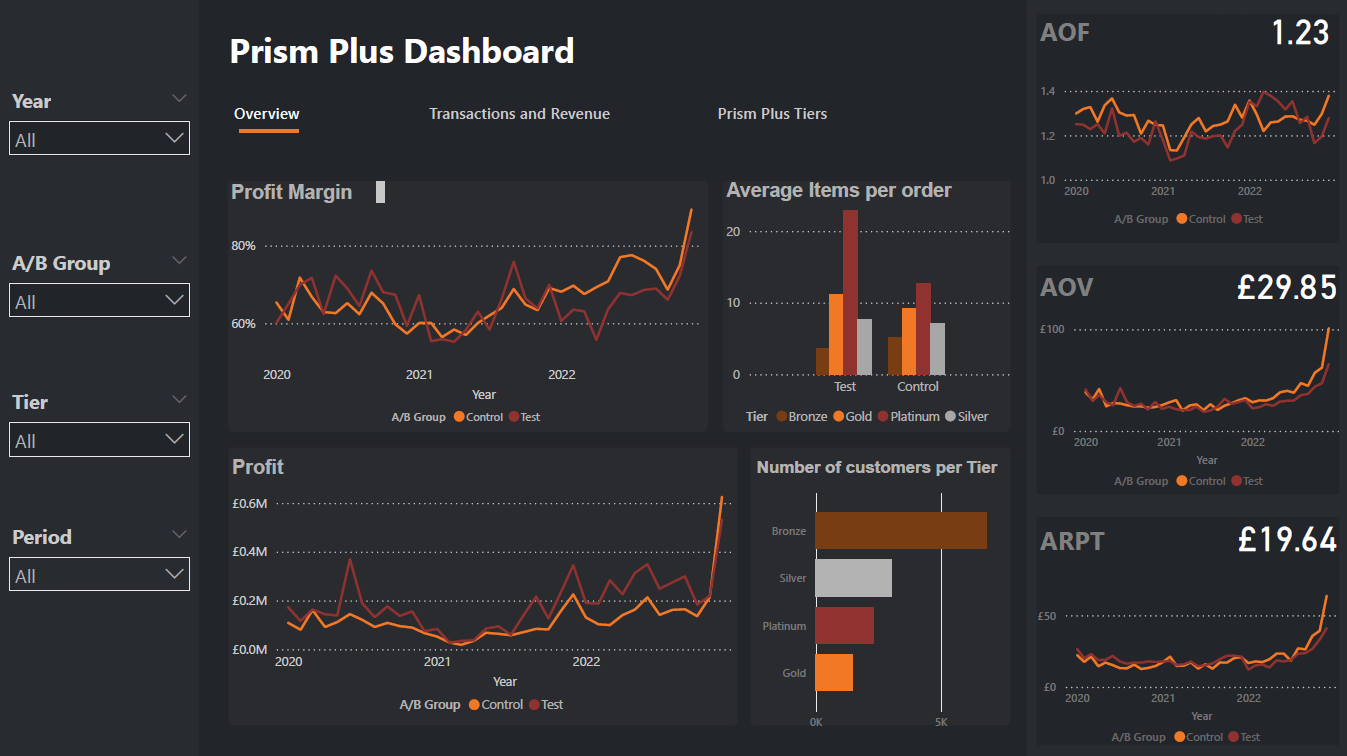 Prism Plus Dashboard
Overview
Transactions and Revenue
Prism Plus Tiers
Year
All
A/B Group
All
Tier
All
Period
All
Profit Margin
80%
60%
2020 2021 2022
Year
A/B Group Control Test
Average Items per order
20
10
0
Test Control
Tier Bronze Gold Platinum Silver
Profit
£0.6M
£0.4M
£0.2M
£0.0M
2020 2021 2022
Year
A/B Group Control Test
Number of customers per Tier
Bronze
Silver
Platinum
Gold
0K 5K
AOF 1.23
1.4
1.2
1.0
2020 2021 2022
A/B Group Control Test
AOV £29.85
£100
£0
2020 2021 2022
Year
A/B Group Control Test
ARPT £19.64
£50
£0
2020 2021 2022
Year
A/B Group Control Test